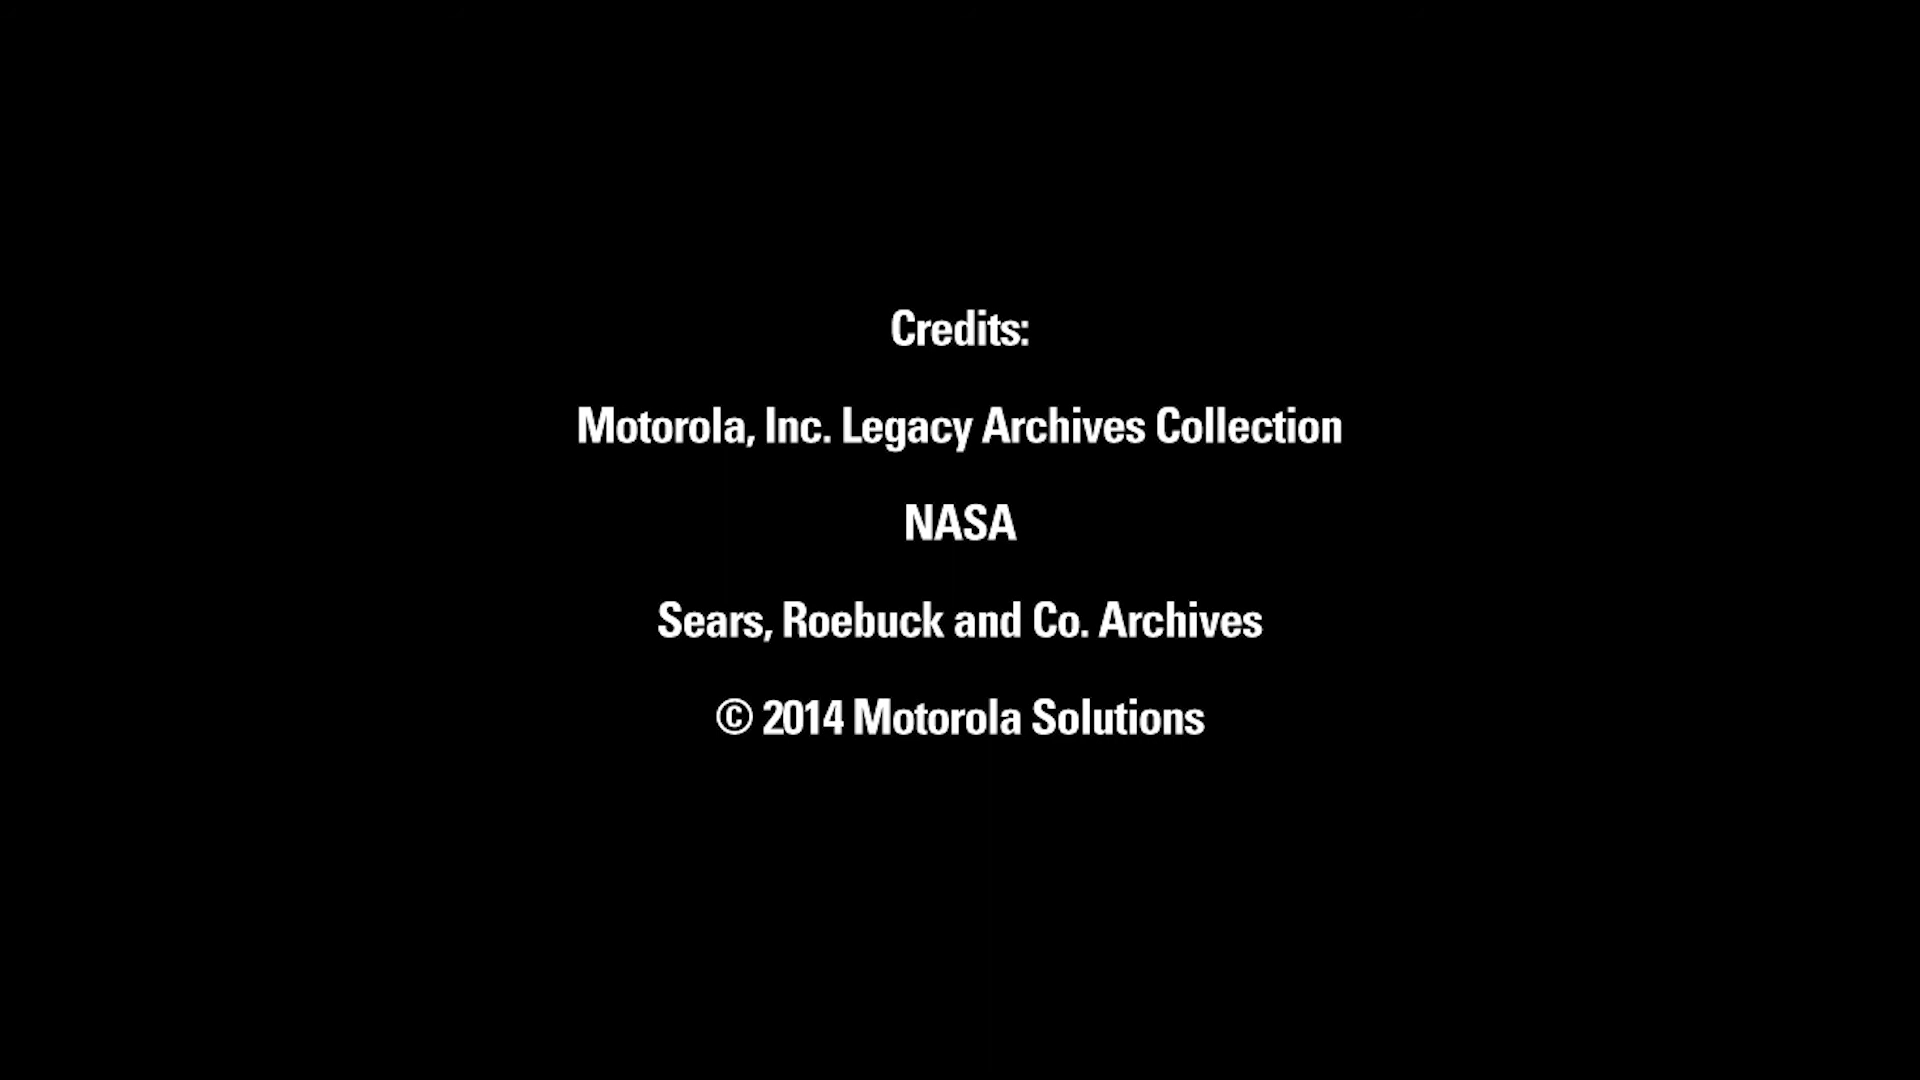 Credits:
Motorola, Inc. Legacy Archives Collection
NASA
Sears, Roebuck and Co. Archives
© 2014 Motorola Solutions